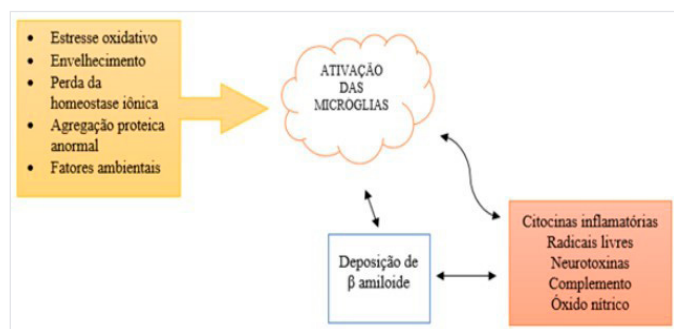 Estresse oxidativo
Envelhecimento
Perda da
homeostase iônica
Agregação proteica
anormal
Fatores ambientais
ATIVAÇÃO
DAS
MICROGLIAS
Deposição de
β amiloide
Citocinas inflamatórias
Radicais livres
Neurotoxinas
Complemento
Óxido nítrico